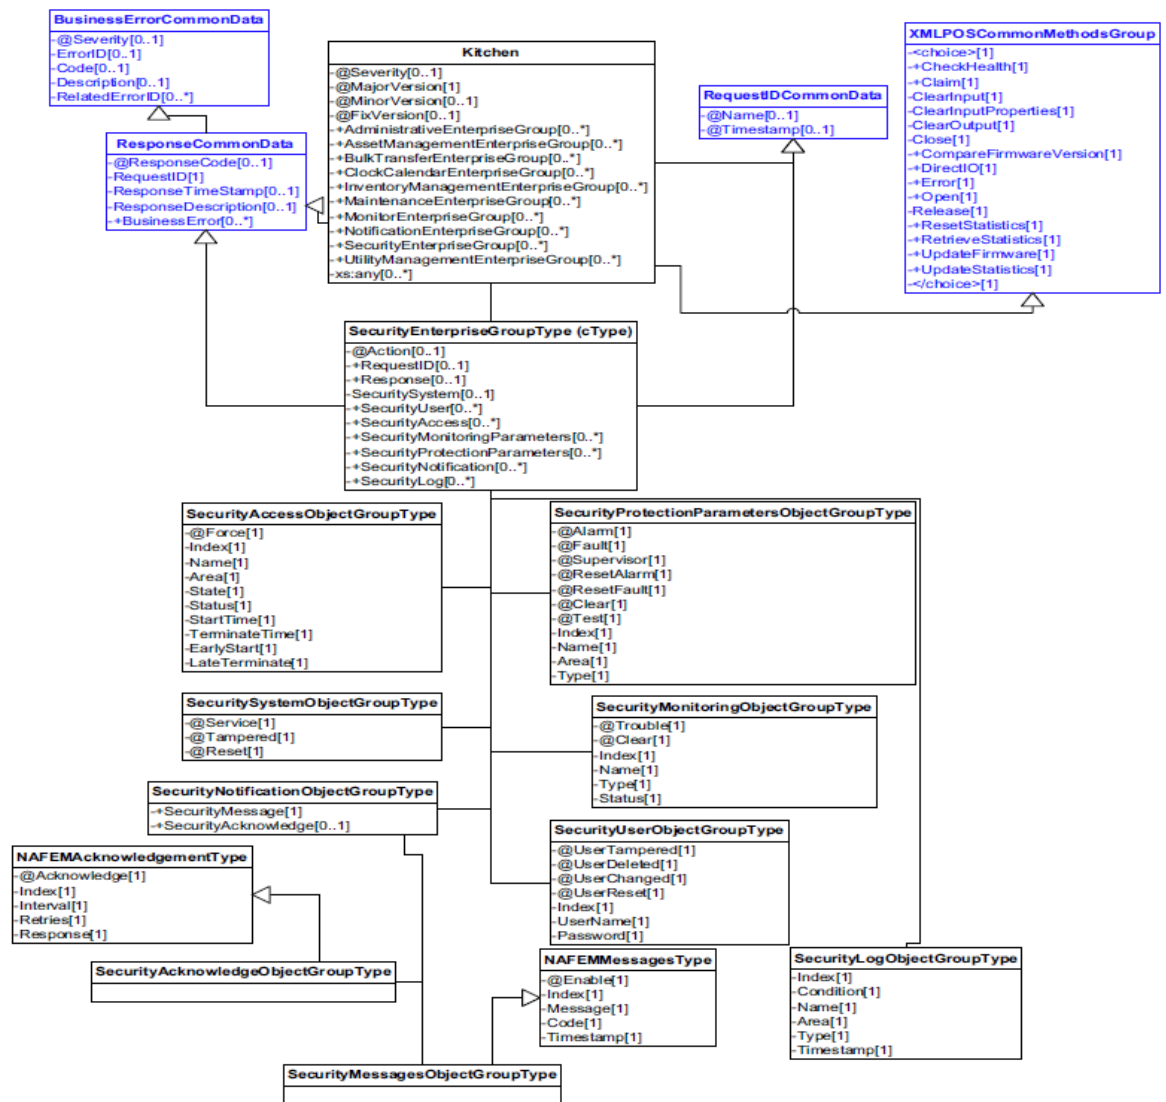 BusinessErrorCommonData
-@Severity[0..1]
-ErrorID[0..1]
-Code[0..1]
-Description[0..1]
-RelatedErrorID[0..*]
ResponseCommonData
-@ResponseCode[0..1]
-RequestID[1]
-ResponseTimeStamp[0..1]
-ResponseDescription[0..1]
-+BusinessError[0..*]
Kitchen
-@Severity[0..1]
-@MajorVersion[1]
-@MinorVersion[0..1]
-@FixVersion[0..1]
-+AdministrativeEnterpriseGroup[0..*]
-+AssetManagementEnterpriseGroup[0..*]
-+BulkTransferEnterpriseGroup[0..*]
-+ClockCalendarEnterpriseGroup[0..*]
-+InventoryManagementEnterpriseGroup[0..*]
-+MaintenanceEnterpriseGroup[0..*]
-+MonitorEnterpriseGroup[0..*]
-+NotificationEnterpriseGroup[0..*]
-+SecurityEnterpriseGroup[0..*]
-+UtilityManagementEnterpriseGroup[0..*]
-xs:any[0..*]
RequestIDCommonData
-@Name[0..1]
-@Timestamp[0..1]
XMLPOSCommonMethodsGroup
-<choice>[1]
-+CheckHealth[1]
-+Claim[1]
-ClearInput[1]
-ClearInputProperties[1]
-ClearOutput[1]
-Close[1]
-+CompareFirmwareVersion[1]
-+DirectIO[1]
-+Error[1]
-+Open[1]
-Release[1]
-+ResetStatistics[1]
-+RetrieveStatistics[1]
-+UpdateFirmware[1]
-+UpdateStatistics[1]
-</choice>[1]
SecurityEnterpriseGroupType (cType)
-@Action[0..1]
-+RequestID[0..1]
-+Response[0..1]
-SecuritySystem[0..1]
-+SecurityUser[0..*]
-+SecurityAccess[0..*]
-+SecurityMonitoringParameters[0..*]
-+SecurityProtectionParameters[0..*]
-+SecurityNotification[0..*]
-+SecurityLog[0..*]
SecurityAccessObjectGroupType
-@Force[1]
-Index[1]
-Name[1]
-Area[1]
-State[1]
-Status[1]
-StartTime[1]
-TerminateTime[1]
-EarlyStart[1]
-LateTerminate[1]
SecurityProtectionParametersObjectGroupType
-@Alarm[1]
-@Fault[1]
-@Supervisor[1]
-@ResetAlarm[1]
-@ResetFault[1]
-@Clear[1]
-@Test[1]
-Index[1]
-Name[1]
-Area[1]
-Type[1]
SecuritySystemObjectGroupType
-@Service[1]
-@Tampered[1]
-@Reset[1]
SecurityMonitoringObjectGroupType
-@Trouble[1]
-@Clear[1]
-Index[1]
-Name[1]
-Type[1]
-Status[1]
SecurityNotificationObjectGroupType
-+SecurityMessage[1]
-+SecurityAcknowledge[0..1]
SecurityUserObjectGroupType
-@UserTampered[1]
-@UserDeleted[1]
-@UserChanged[1]
-@UserReset[1]
-Index[1]
-UserName[1]
-Password[1]
NAFEMAcknowledgementType
-@Acknowledge[1]
-Index[1]
-Interval[1]
-Retries[1]
-Response[1]
SecurityAcknowledgeObjectGroupType
NAFEMMessagesType
-@Enable[1]
-Index[1]
-Message[1]
-Code[1]
-Timestamp[1]
SecurityLogObjectGroupType
-Index[1]
-Condition[1]
-Name[1]
-Area[1]
-Type[1]
-Timestamp[1]
SecurityMessagesObjectGroupType